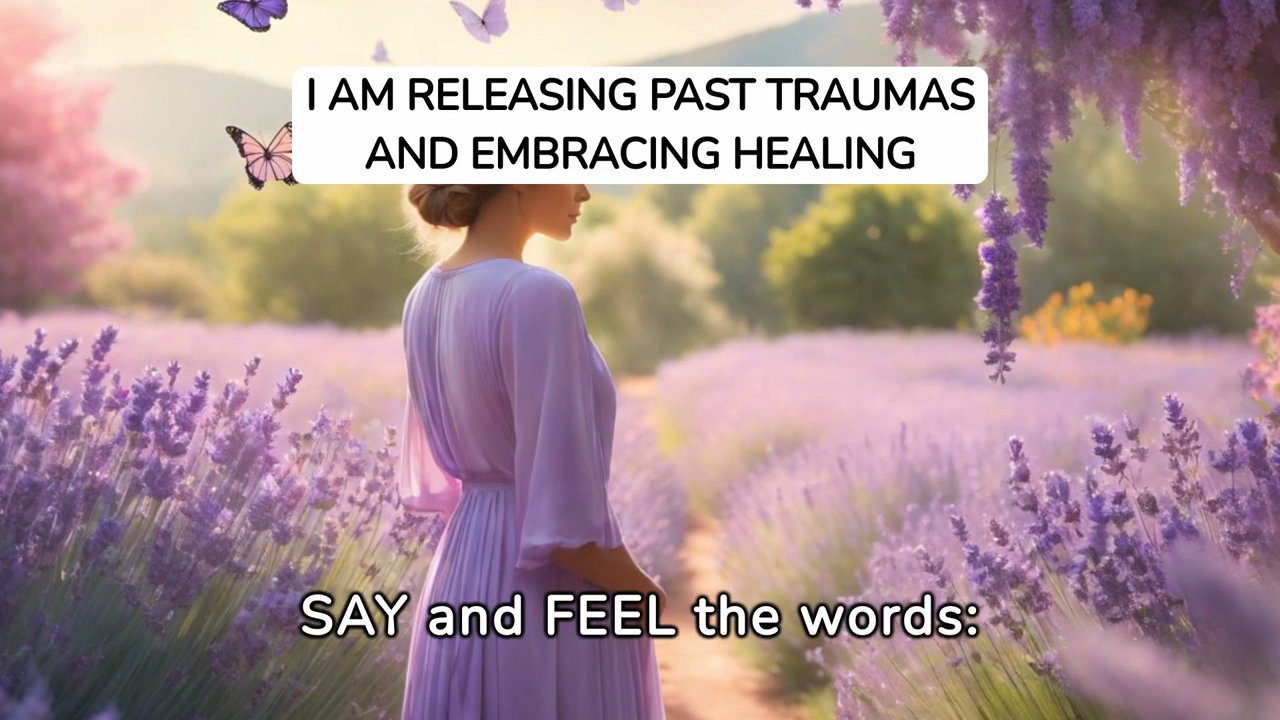 I AM RELEASING PAST TRAUMAS
AND EMBRACING HEALING
SAY and FEEL the words: